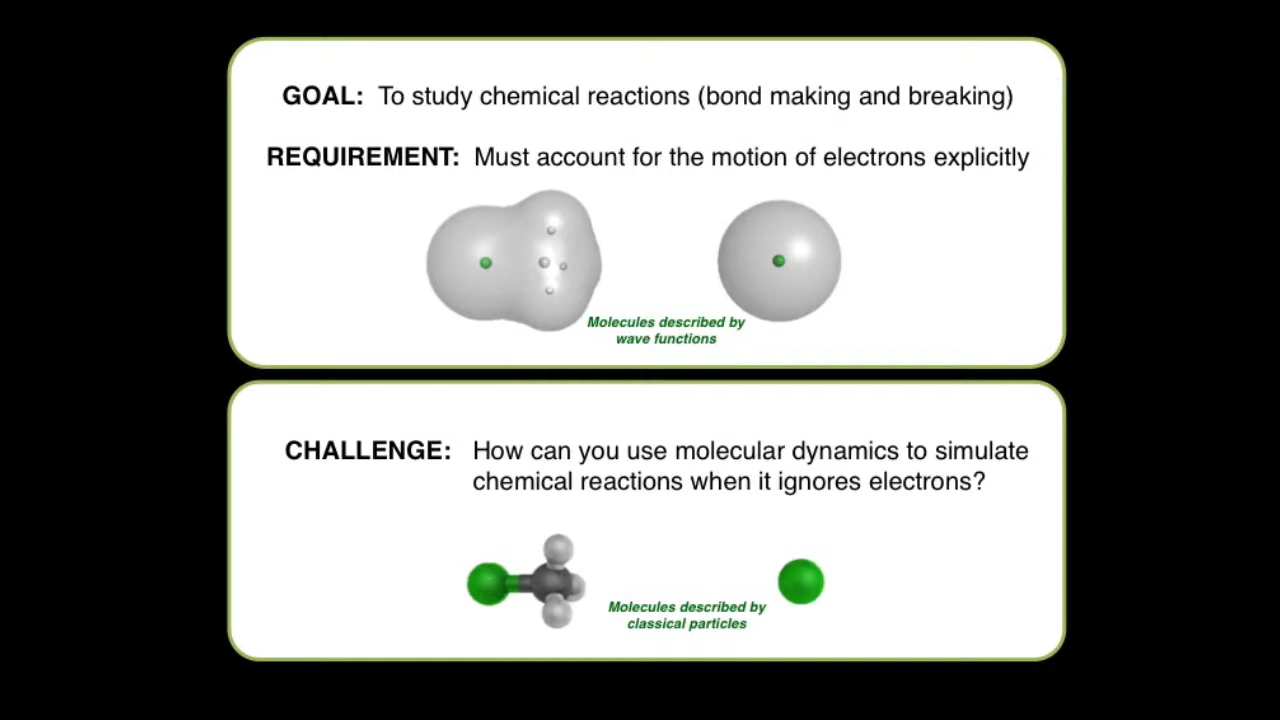 GOAL: To study chemical reactions (bond making and breaking)
REQUIREMENT: Must account for the motion of electrons explicitly
Molecules described by
wave functions
CHALLENGE: How can you use molecular dynamics to simulate
chemical reactions when it ignores electrons?
Molecules described by
classical particles